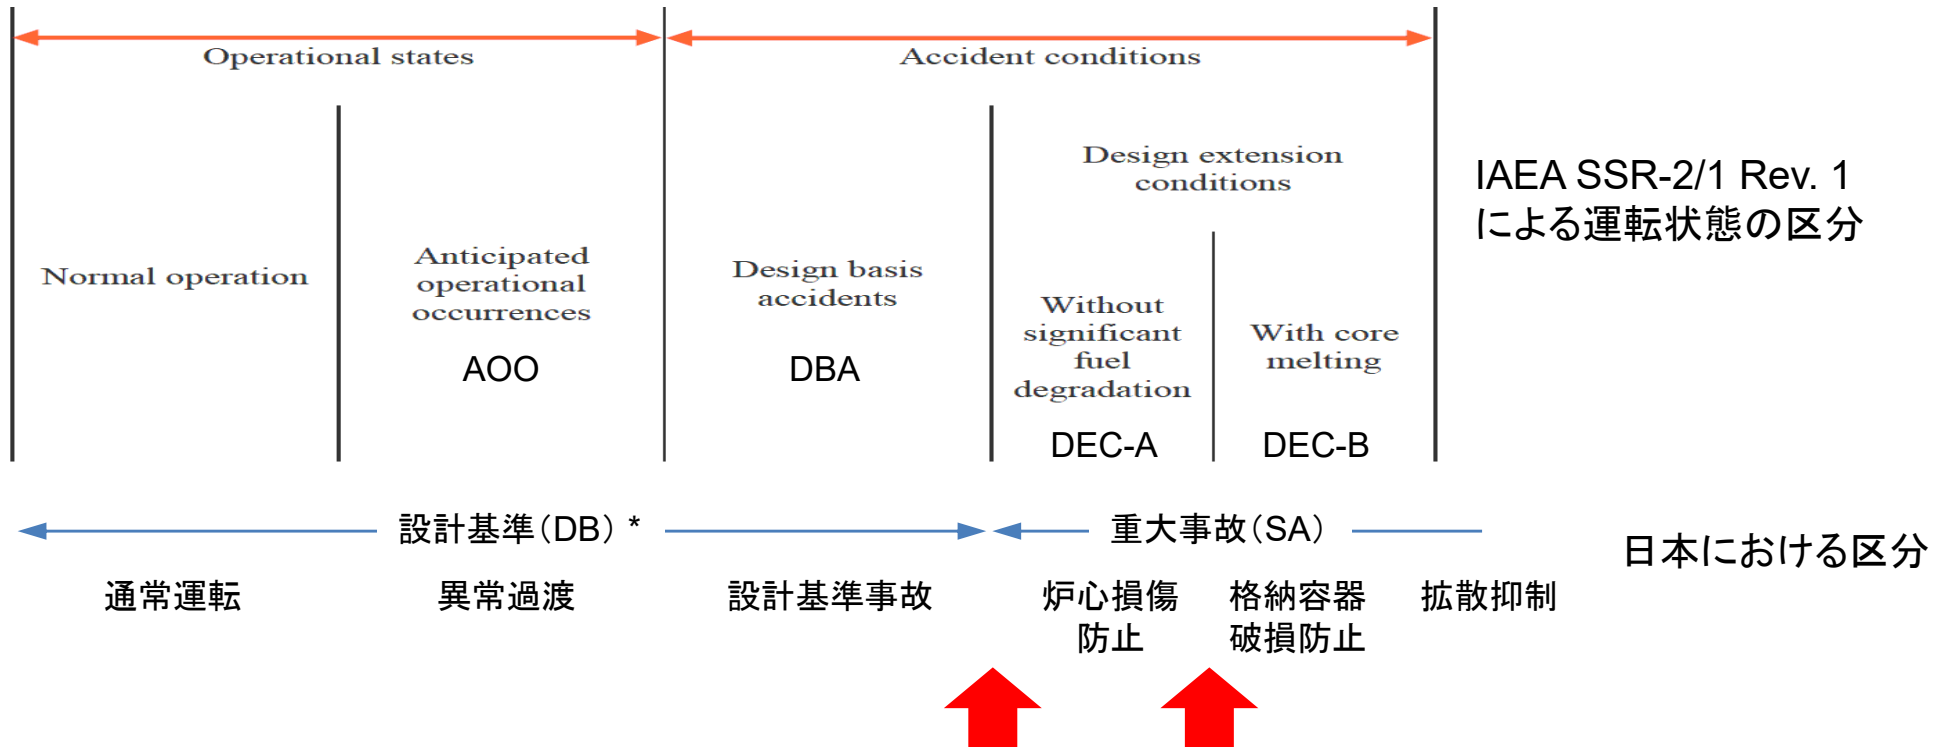 Operational states
Accident conditions
Normal operation
Anticipated
operational
occurrences
AOO
Design basis
accidents
DBA
Design extension
conditions
Without
significant
fuel
degradation
DEC-A
With core
melting
DEC-B
IAEA SSR-2/1 Rev. 1
による運転状態の区分
設計基準（DB）*
重大事故（SA）
日本における区分
通常運転
異常過渡
設計基準事故
炉心損傷
防止
格納容器
破損防止
拡散抑制